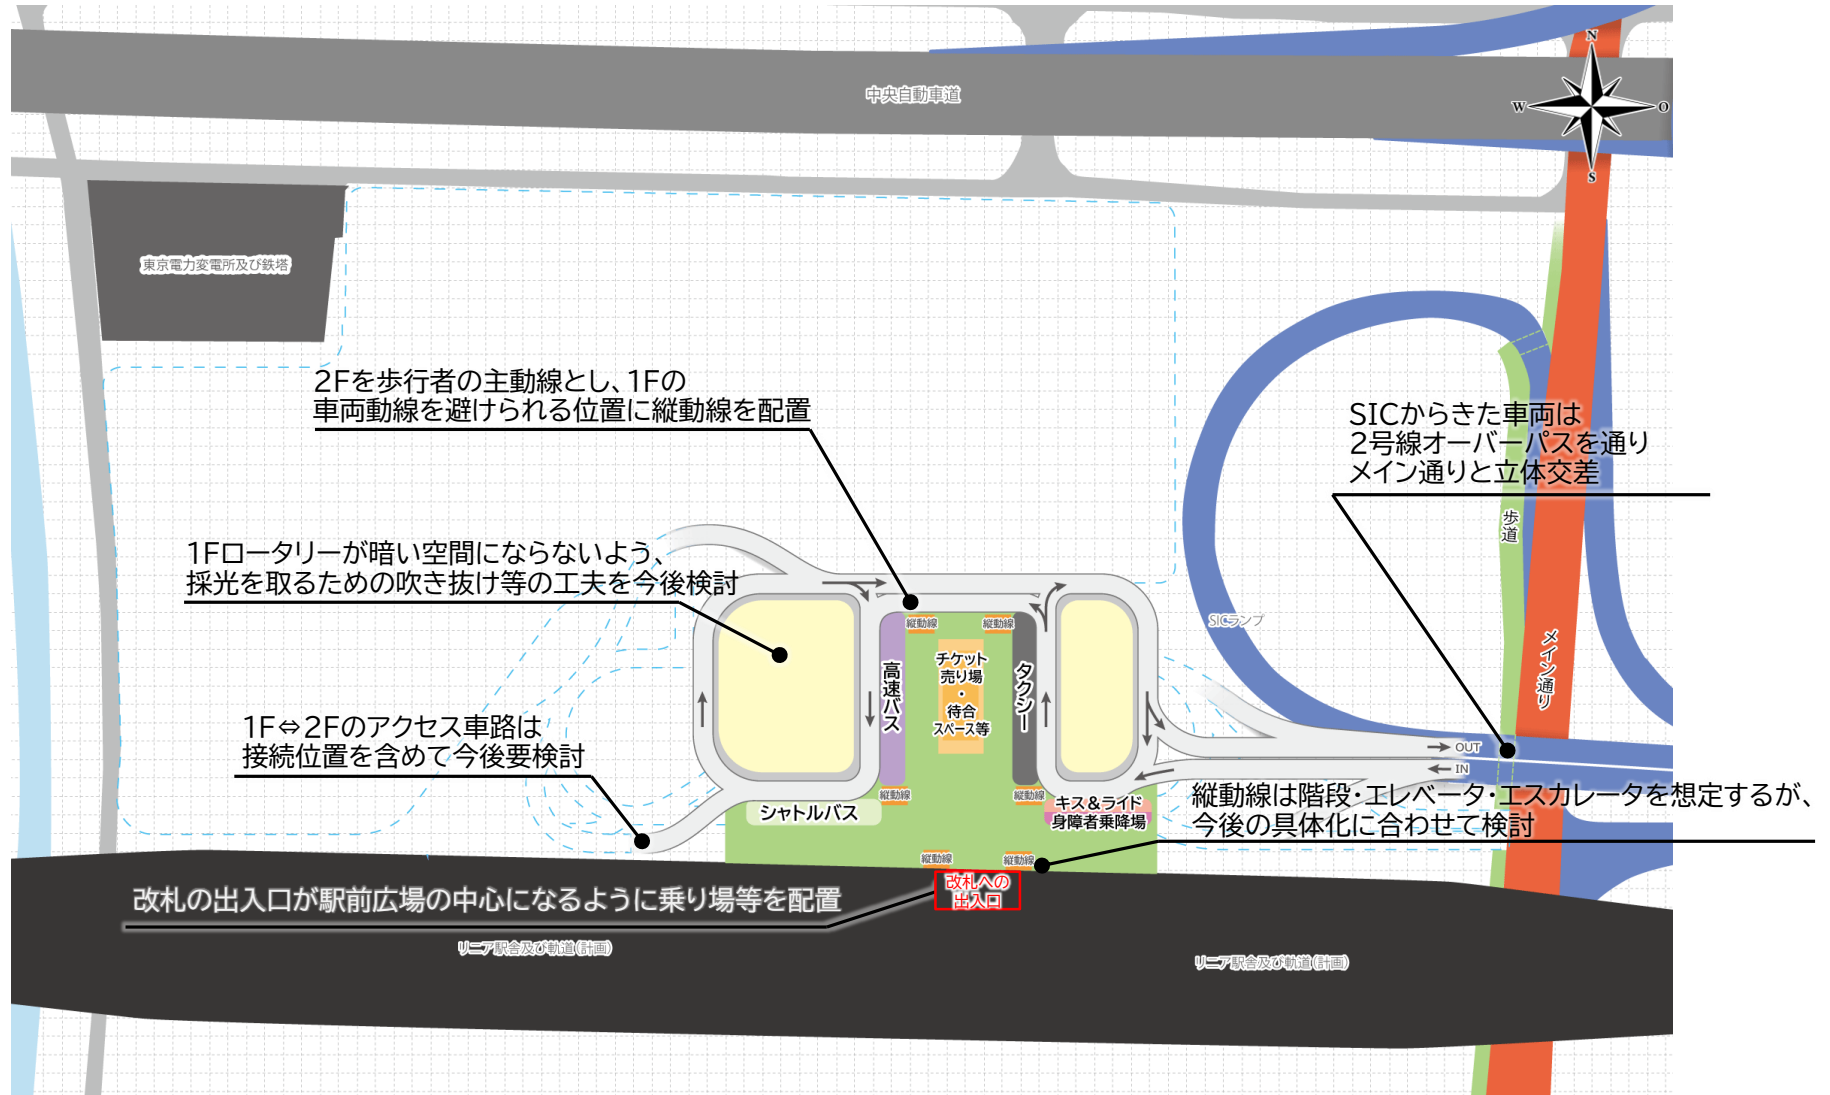 N
W
O
S
中央自動車道
東京電力変電所及び鉄塔
2Fを歩行者の主動線とし、1Fの
車両動線を避けられる位置に縦動線を配置
SICからきた車両は
2号線オーバーパスを通り
メイン通りと立体交差
歩道
1Fロータリーが暗い空間にならないよう、
採光を取るための吹き抜け等の工夫を今後検討
SICランプ
メイン通り
縦動線
縦動線
高速バス
チケット
売り場
・
待合
スペース等
タクシー
1F⇔2Fのアクセス車路は
接続位置を含めて今後要検討
OUT
IN
縦動線
縦動線
シャトルバス
キス&ライド
身障者乗降場
縦動線は階段・エレベータ・エスカレータを想定するが、
今後の具体化に合わせて検討
縦動線
縦動線
改札への
出入口
改札の出入口が駅前広場の中心になるように乗り場等を配置
リニア駅舎及び軌道(計画)
リニア駅舎及び軌道(計画)